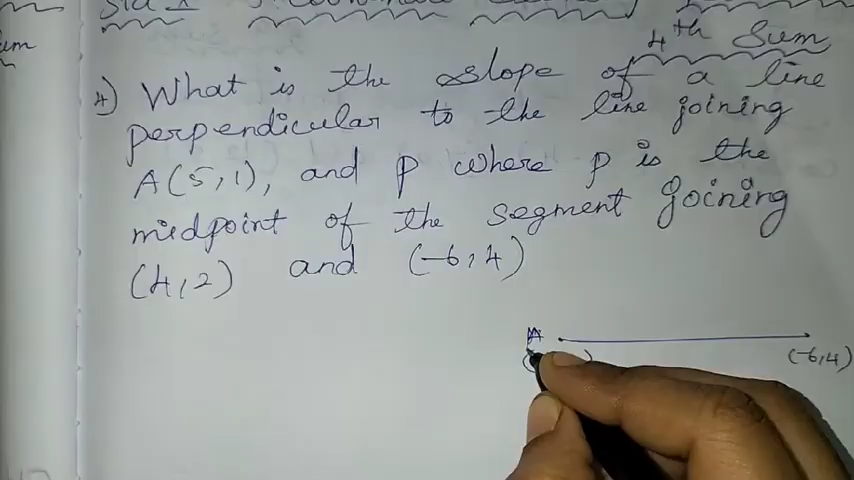 4th Sum
4) What is the slope of a line
perpendicular to the line joining
A(5,1), and p where p is the
midpoint of the segment joining
(4,2) and (-6,4)
A
(-6,4)